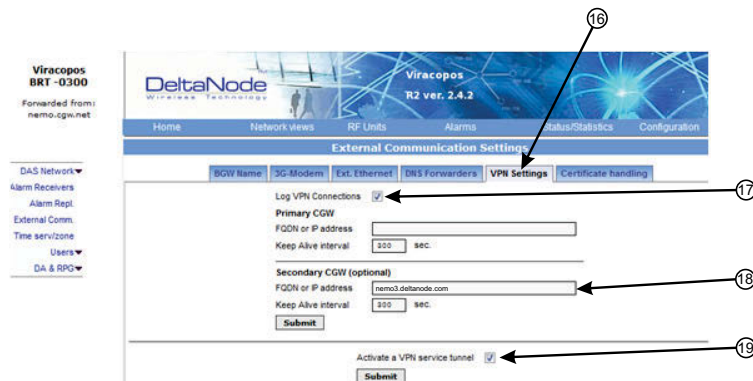 16
Viracopos
BRT -0300
Forwarded from:
nemo.cgw.net
DeltaNode
Wireless Technology
Viracopos
R2 ver. 2.4.2
Home Network views RF Units Alarms Status/Statistics Configuration
External Communication Settings
BGW Name 3G-Modem Ext. Ethernet DNS Forwarders VPN Settings Certificate handling
DAS Network
Alarm Receivers
Alarm Repl.
External Comm.
Time serv/zone
Users
DA & RPG
Log VPN Connections
17
Primary CGW
FQDN or IP address
Keep Alive interval 300 sec.
Secondary CGW (optional)
FQDN or IP address nemo3.deltanode.com
18
Keep Alive interval 300 sec.
Submit
Activate a VPN service tunnel
19
Submit